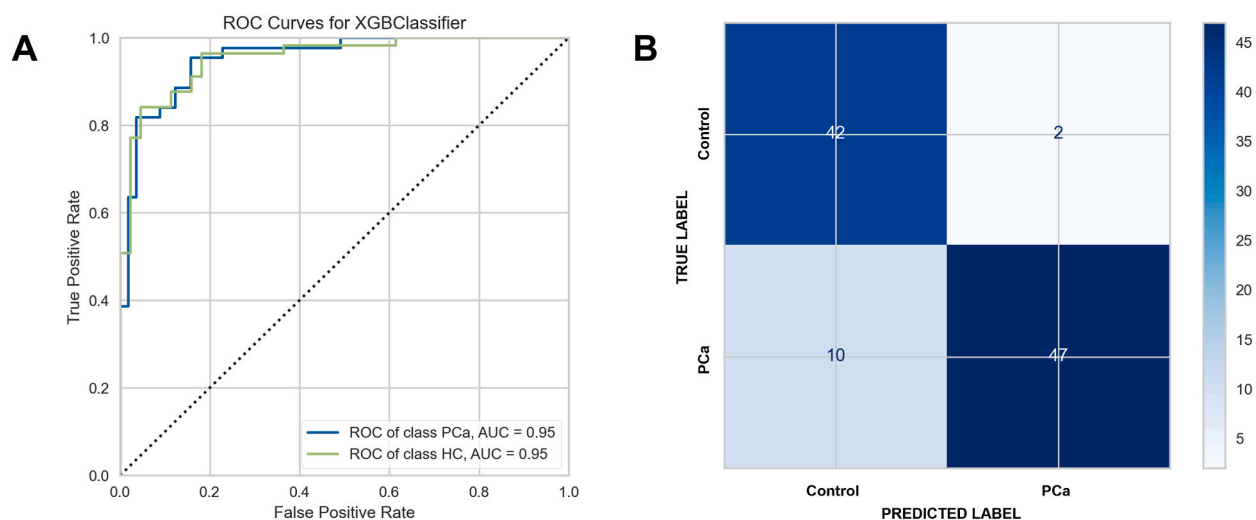 A
ROC Curves for XGBClassifier
True Positive Rate
1.0
0.8
0.6
0.4
0.2
0.0
ROC of class PCa, AUC = 0.95
ROC of class HC, AUC = 0.95
0.0 0.2 0.4 0.6 0.8 1.0
False Positive Rate
B
TRUE LABEL
Control
42 2
PCa
10 47
Control PCa
PREDICTED LABEL
45
40
35
30
25
20
15
10
5